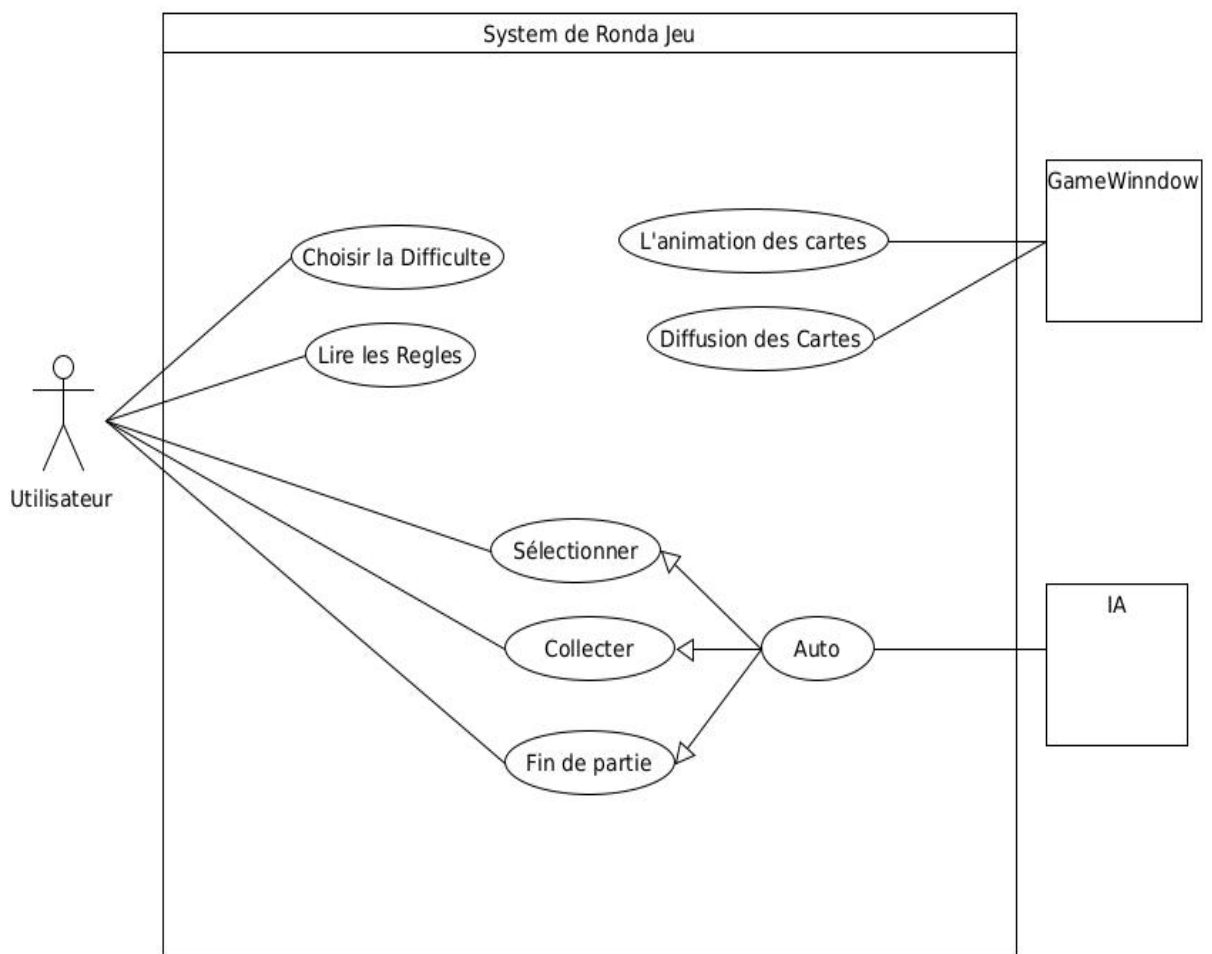 System de Ronda Jeu
GameWinndow
L'animation des cartes
Choisir la Difficulte
Diffusion des Cartes
Lire les Regles
Utilisateur
Sélectionner
IA
Collecter
Auto
Fin de partie